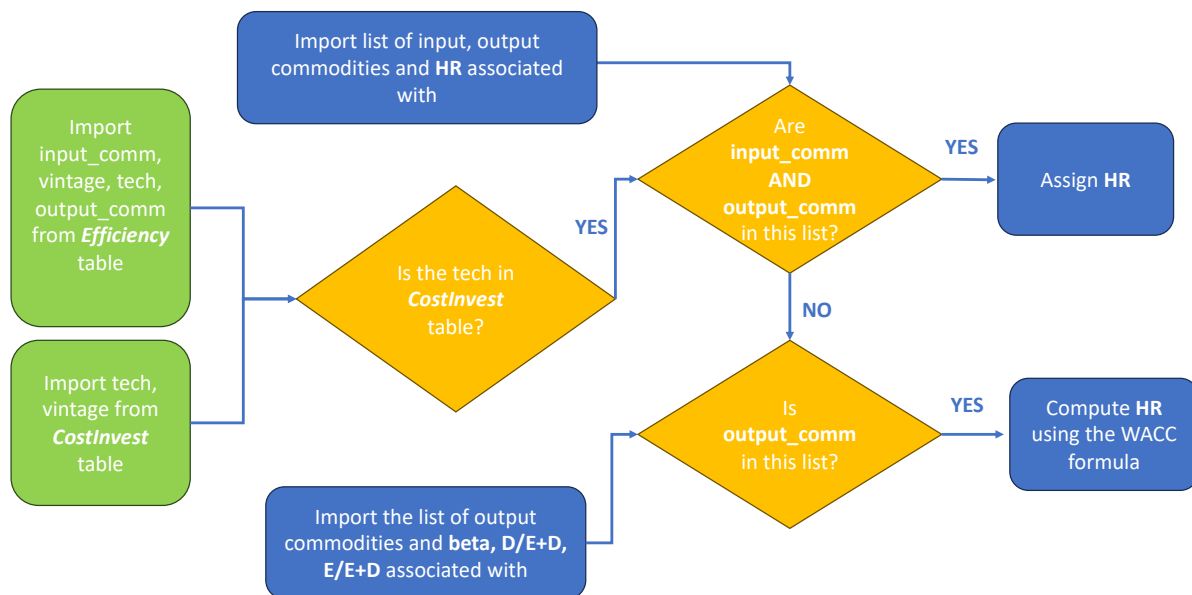 Import list of input, output
commodities and HR associated
with
Import
input_comm,
vintage, tech,
output_comm
from Efficiency
table
Import tech,
vintage from
CostInvest
table
Is the tech in
CostInvest
table?
YES
Are
input_comm
AND
output_comm
in this list?
YES
Assign HR
NO
Is
output_comm
in this list?
YES
Compute HR
using the WACC
formula
Import the list of output
commodities and beta, D/E+D,
E/E+D associated with